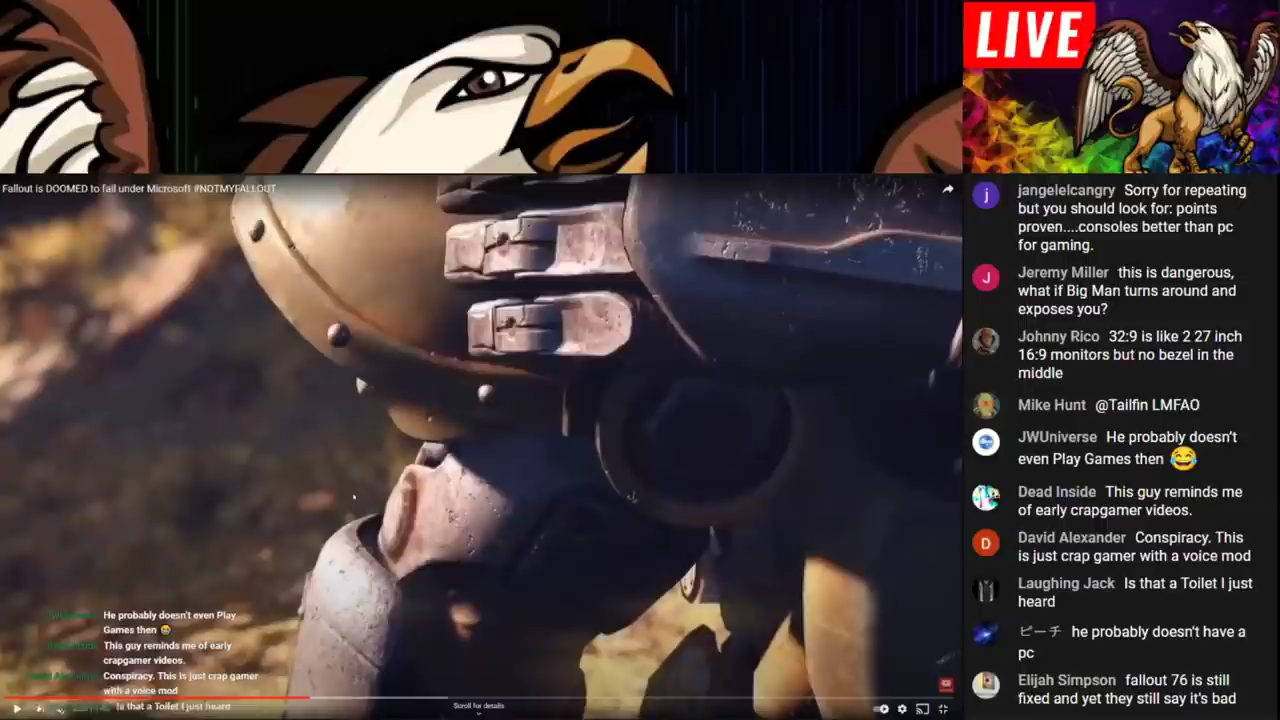 LIVE
Fallout is DOOMED to fail under Microsoft #NOTMYFALLOUT
jangelelcangry Sorry for repeating
but you should look for: points
proven....consoles better than pc
for gaming.
Jeremy Miller this is dangerous,
what if Big Man turns around and
exposes you?
Johnny Rico 32:9 is like 2 27 inch
16:9 monitors but no bezel in the
middle
Mike Hunt @Tailfin LMFAO
JWUniverse He probably doesn't
even Play Games then 😂
Dead Inside This guy reminds me
of early crapgamer videos.
David Alexander Conspiracy. This
is just crap gamer with a voice mod
Laughing Jack Is that a Toilet I just
heard
ピーチ he probably doesn't have a
pc
Elijah Simpson fallout 76 is still
fixed and yet they still say it's bad
He probably doesn't even Play
Games then 😂
This guy reminds me of early
crapgamer videos.
Conspiracy. This is just crap gamer
with a voice mod
Is that a Toilet I just heard
Scroll for details